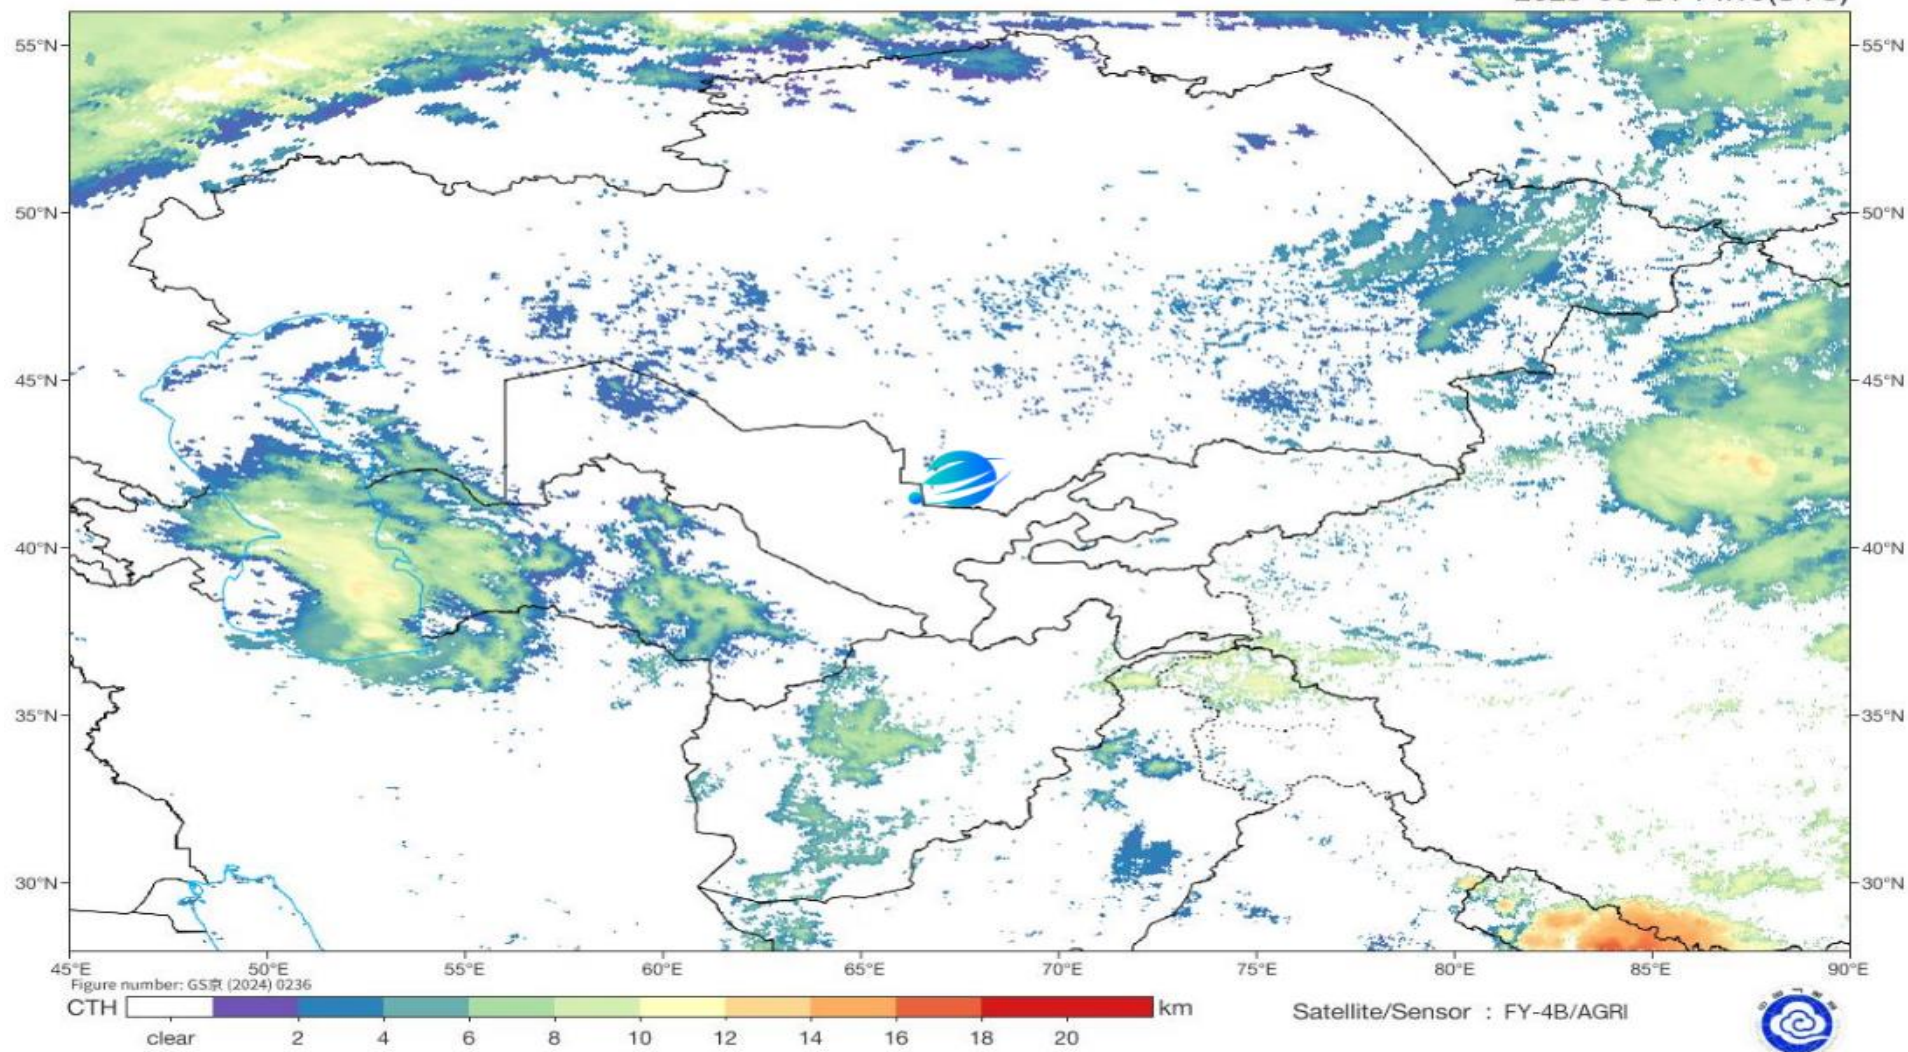 55°N 55°N
50°N 50°N
45°N 45°N
40°N 40°N
35°N 35°N
30°N 30°N
45°E 50°E 55°E 60°E 65°E 70°E 75°E 80°E 85°E 90°E
Figure number: GS京 (2024) 0236
CTH km
clear 2 4 6 8 10 12 14 16 18 20
Satellite/Sensor : FY-4B/AGRI